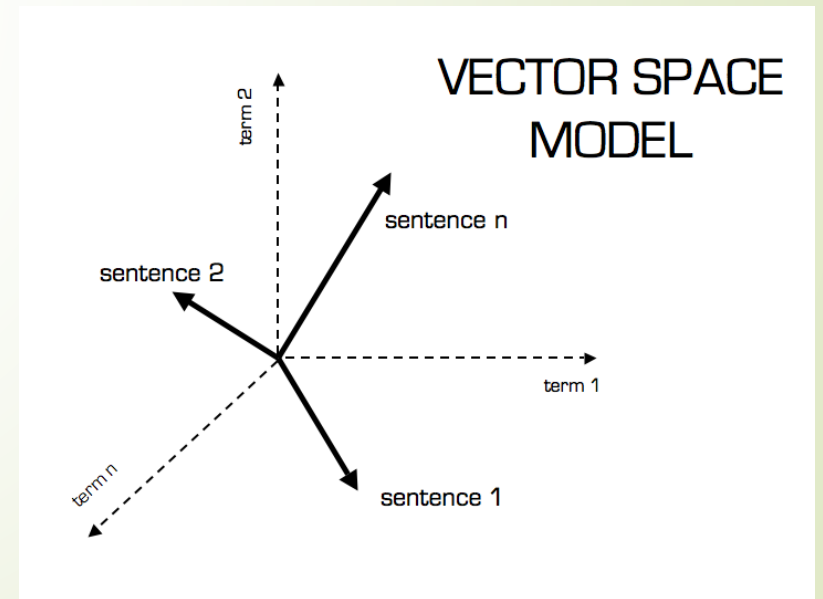 VECTOR SPACE
MODEL
term 2
sentence n
sentence 2
term 1
term n
sentence 1